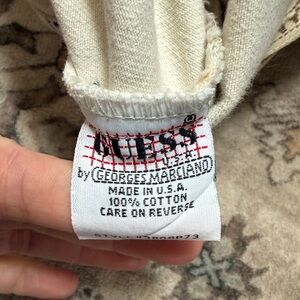 GUESS®
U.S.A.
by GEORGES MARCIANO
MADE IN U.S.A.
100% COTTON
CARE ON REVERSE